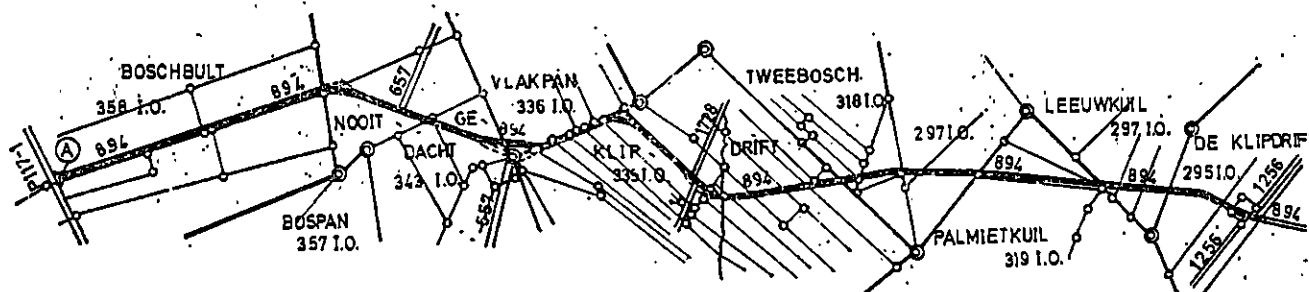 BOSCHBULT
358 I.O.
894
894
A
P117-1
NOOIT
GE
DACHT
343 I.O.
BOSPAN
357 I.O.
657
657
VLAKPAN
336 I.O.
894
KLIP
335 I.O.
1728
DRIFT
894
TWEEBOSCH
318 I.O.
297 I.O.
894
PALMIETKUIL
319 I.O.
LEEUWKUIL
297 I.O.
894
DE KLIPDRIF
295 I.O.
1256
1256
894